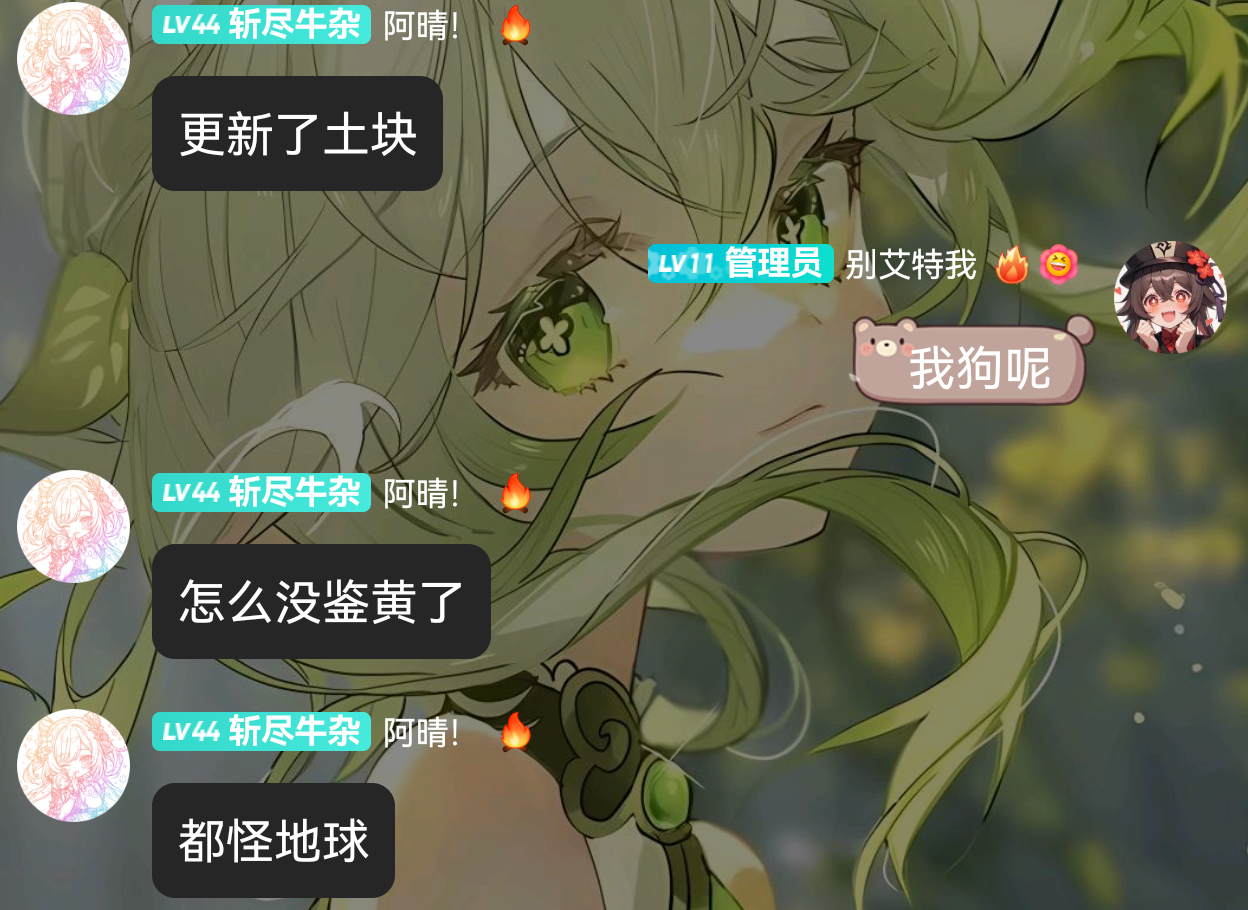 LV44 斩尽牛杂 阿晴! 🔥
更新了土块
LV11 管理员 别艾特我 🔥
我狗呢
LV44 斩尽牛杂 阿晴! 🔥
怎么没鉴黄了
LV44 斩尽牛杂 阿晴! 🔥
都怪地球